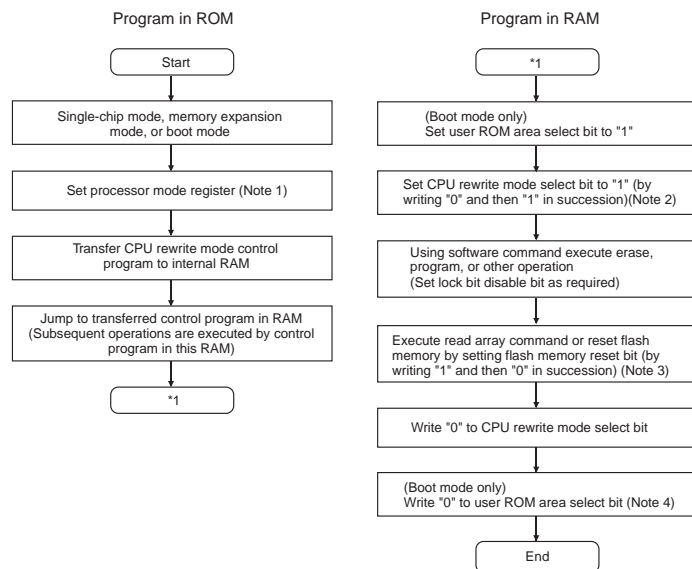 Program in ROM
Start
Single-chip mode, memory expansion
mode, or boot mode
Set processor mode register (Note 1)
Transfer CPU rewrite mode control
program to internal RAM
Jump to transferred control program in RAM
(Subsequent operations are executed by control
program in this RAM)
*1
Program in RAM
*1
(Boot mode only)
Set user ROM area select bit to "1"
Set CPU rewrite mode select bit to "1" (by
writing "0" and then "1" in succession)(Note 2)
Using software command execute erase,
program, or other operation
(Set lock bit disable bit as required)
Execute read array command or reset flash
memory by setting flash memory reset bit (by
writing "1" and then "0" in succession) (Note 3)
Write "0" to CPU rewrite mode select bit
(Boot mode only)
Write "0" to user ROM area select bit (Note 4)
End